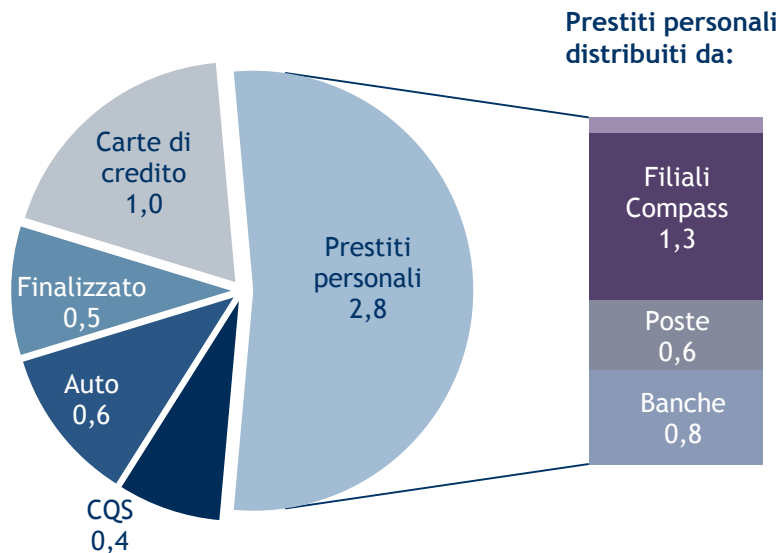 Prestiti personali
distribuiti da:
Carte di
credito
1,0
Prestiti
personali
2,8
Finalizzato
0,5
Auto
0,6
CQS
0,4
Filiali
Compass
1,3
Poste
0,6
Banche
0,8